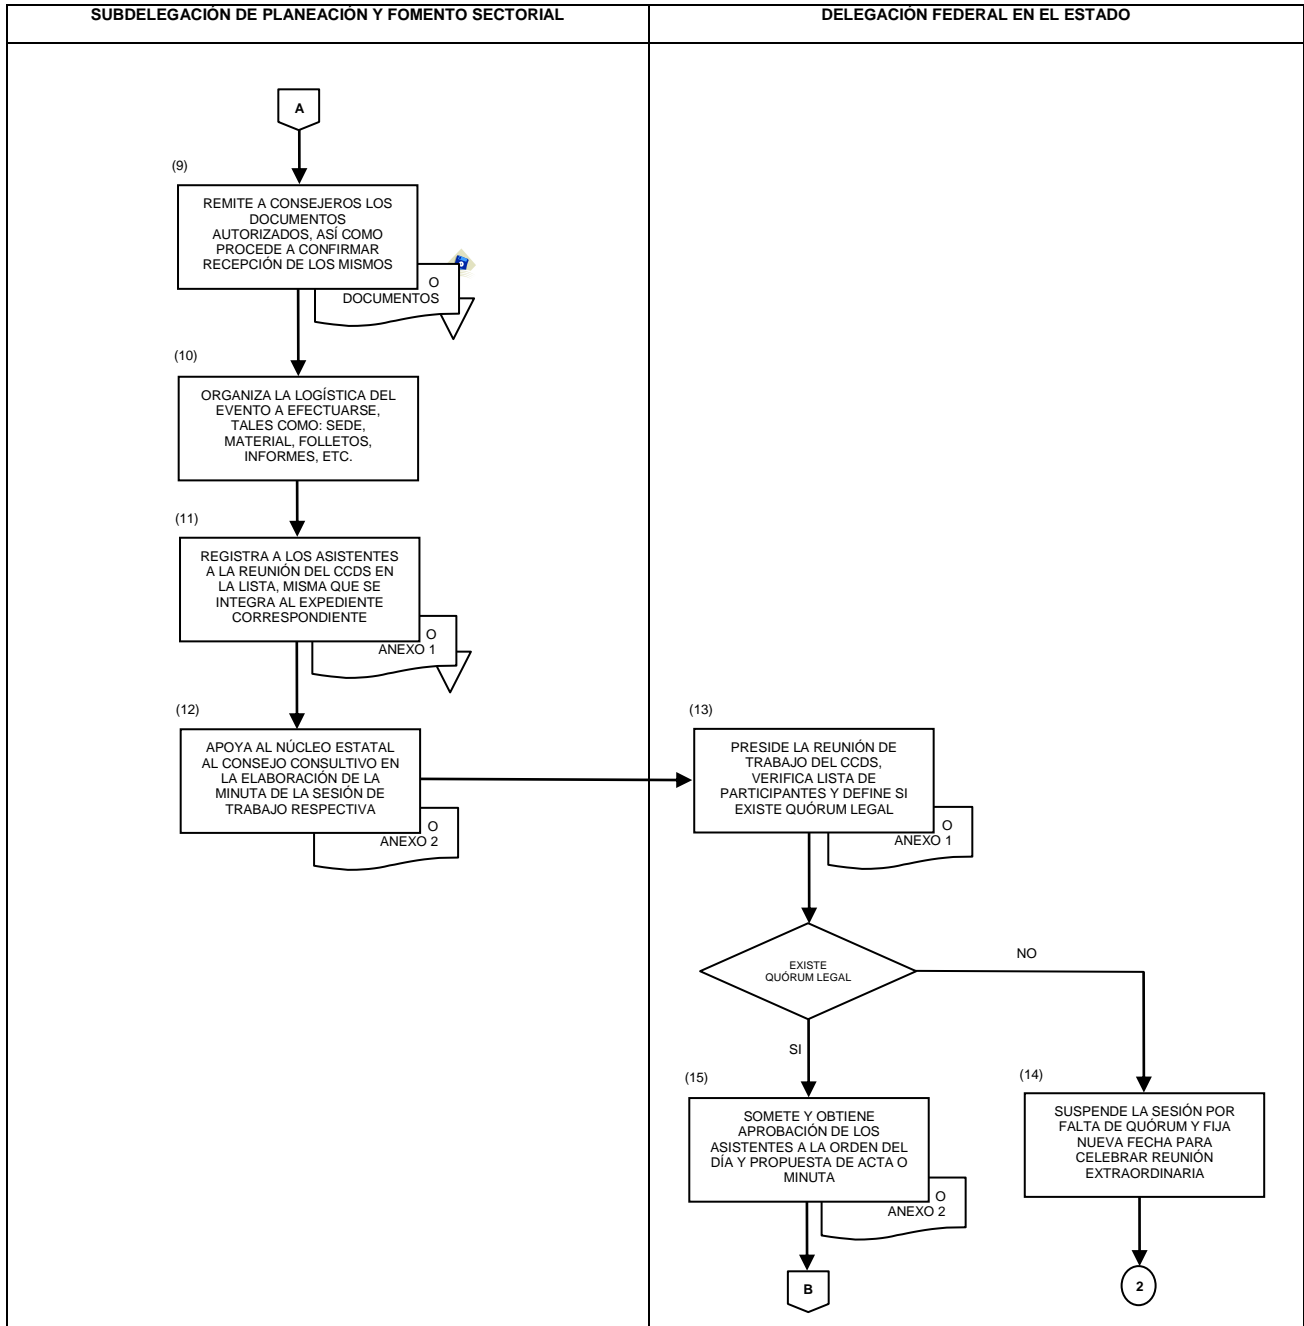 SUBDELEGACIÓN DE PLANEACIÓN Y FOMENTO SECTORIAL
DELEGACIÓN FEDERAL EN EL ESTADO
A
(9)
REMITE A CONSEJEROS LOS
DOCUMENTOS
AUTORIZADOS, ASÍ COMO
PROCEDE A CONFIRMAR
RECEPCIÓN DE LOS MISMOS
O
DOCUMENTOS
(10)
ORGANIZA LA LOGÍSTICA DEL
EVENTO A EFECTUARSE,
TALES COMO: SEDE,
MATERIAL, FOLLETOS,
INFORMES, ETC.
(11)
REGISTRA A LOS ASISTENTES
A LA REUNIÓN DEL CCDS EN
LA LISTA, MISMA QUE SE
INTEGRA AL EXPEDIENTE
CORRESPONDIENTE
O
ANEXO 1
(12)
APOYA AL NÚCLEO ESTATAL
AL CONSEJO CONSULTIVO EN
LA ELABORACIÓN DE LA
MINUTA DE LA SESIÓN DE
TRABAJO RESPECTIVA
O
ANEXO 2
(13)
PRESIDE LA REUNIÓN DE
TRABAJO DEL CCDS,
VERIFICA LISTA DE
PARTICIPANTES Y DEFINE SI
EXISTE QUÓRUM LEGAL
O
ANEXO 1
EXISTE
QUÓRUM LEGAL
NO
SI
(15)
SOMETE Y OBTIENE
APROBACIÓN DE LOS
ASISTENTES A LA ORDEN DEL
DÍA Y PROPUESTA DE ACTA O
MINUTA
O
ANEXO 2
B
(14)
SUSPENDE LA SESIÓN POR
FALTA DE QUÓRUM Y FIJA
NUEVA FECHA PARA
CELEBRAR REUNIÓN
EXTRAORDINARIA
2